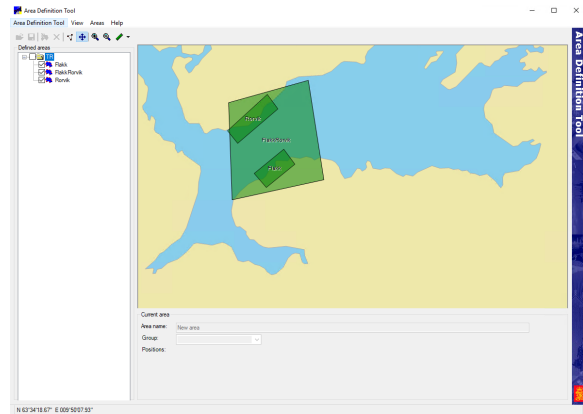 Area Definition Tool
Area Definition Tool View Areas Help
Defined areas
Flakk
FlakkRorvik
Rorvik
Rorvik
FlakkRorvik
Flakk
Current area
Area name: New area
Group:
Positions:
N 63°34'18.67" E 009°50'07.93"
Area Definition Tool